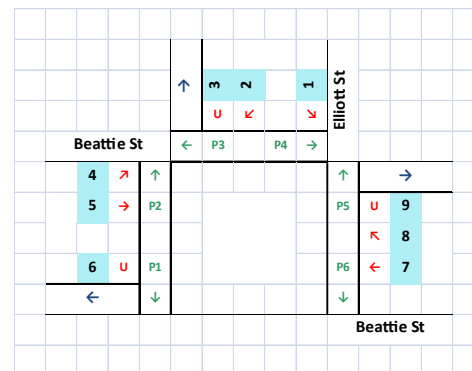 3 2 1
Elliott St
U ↙ ↘
↑
Beattie St
← P3 P4 →
4 ↗ ↑
5 → P2
6 U P1
← ↓
↑ →
P5 U 9
↖ 8
P6 ← 7
↓
Beattie St